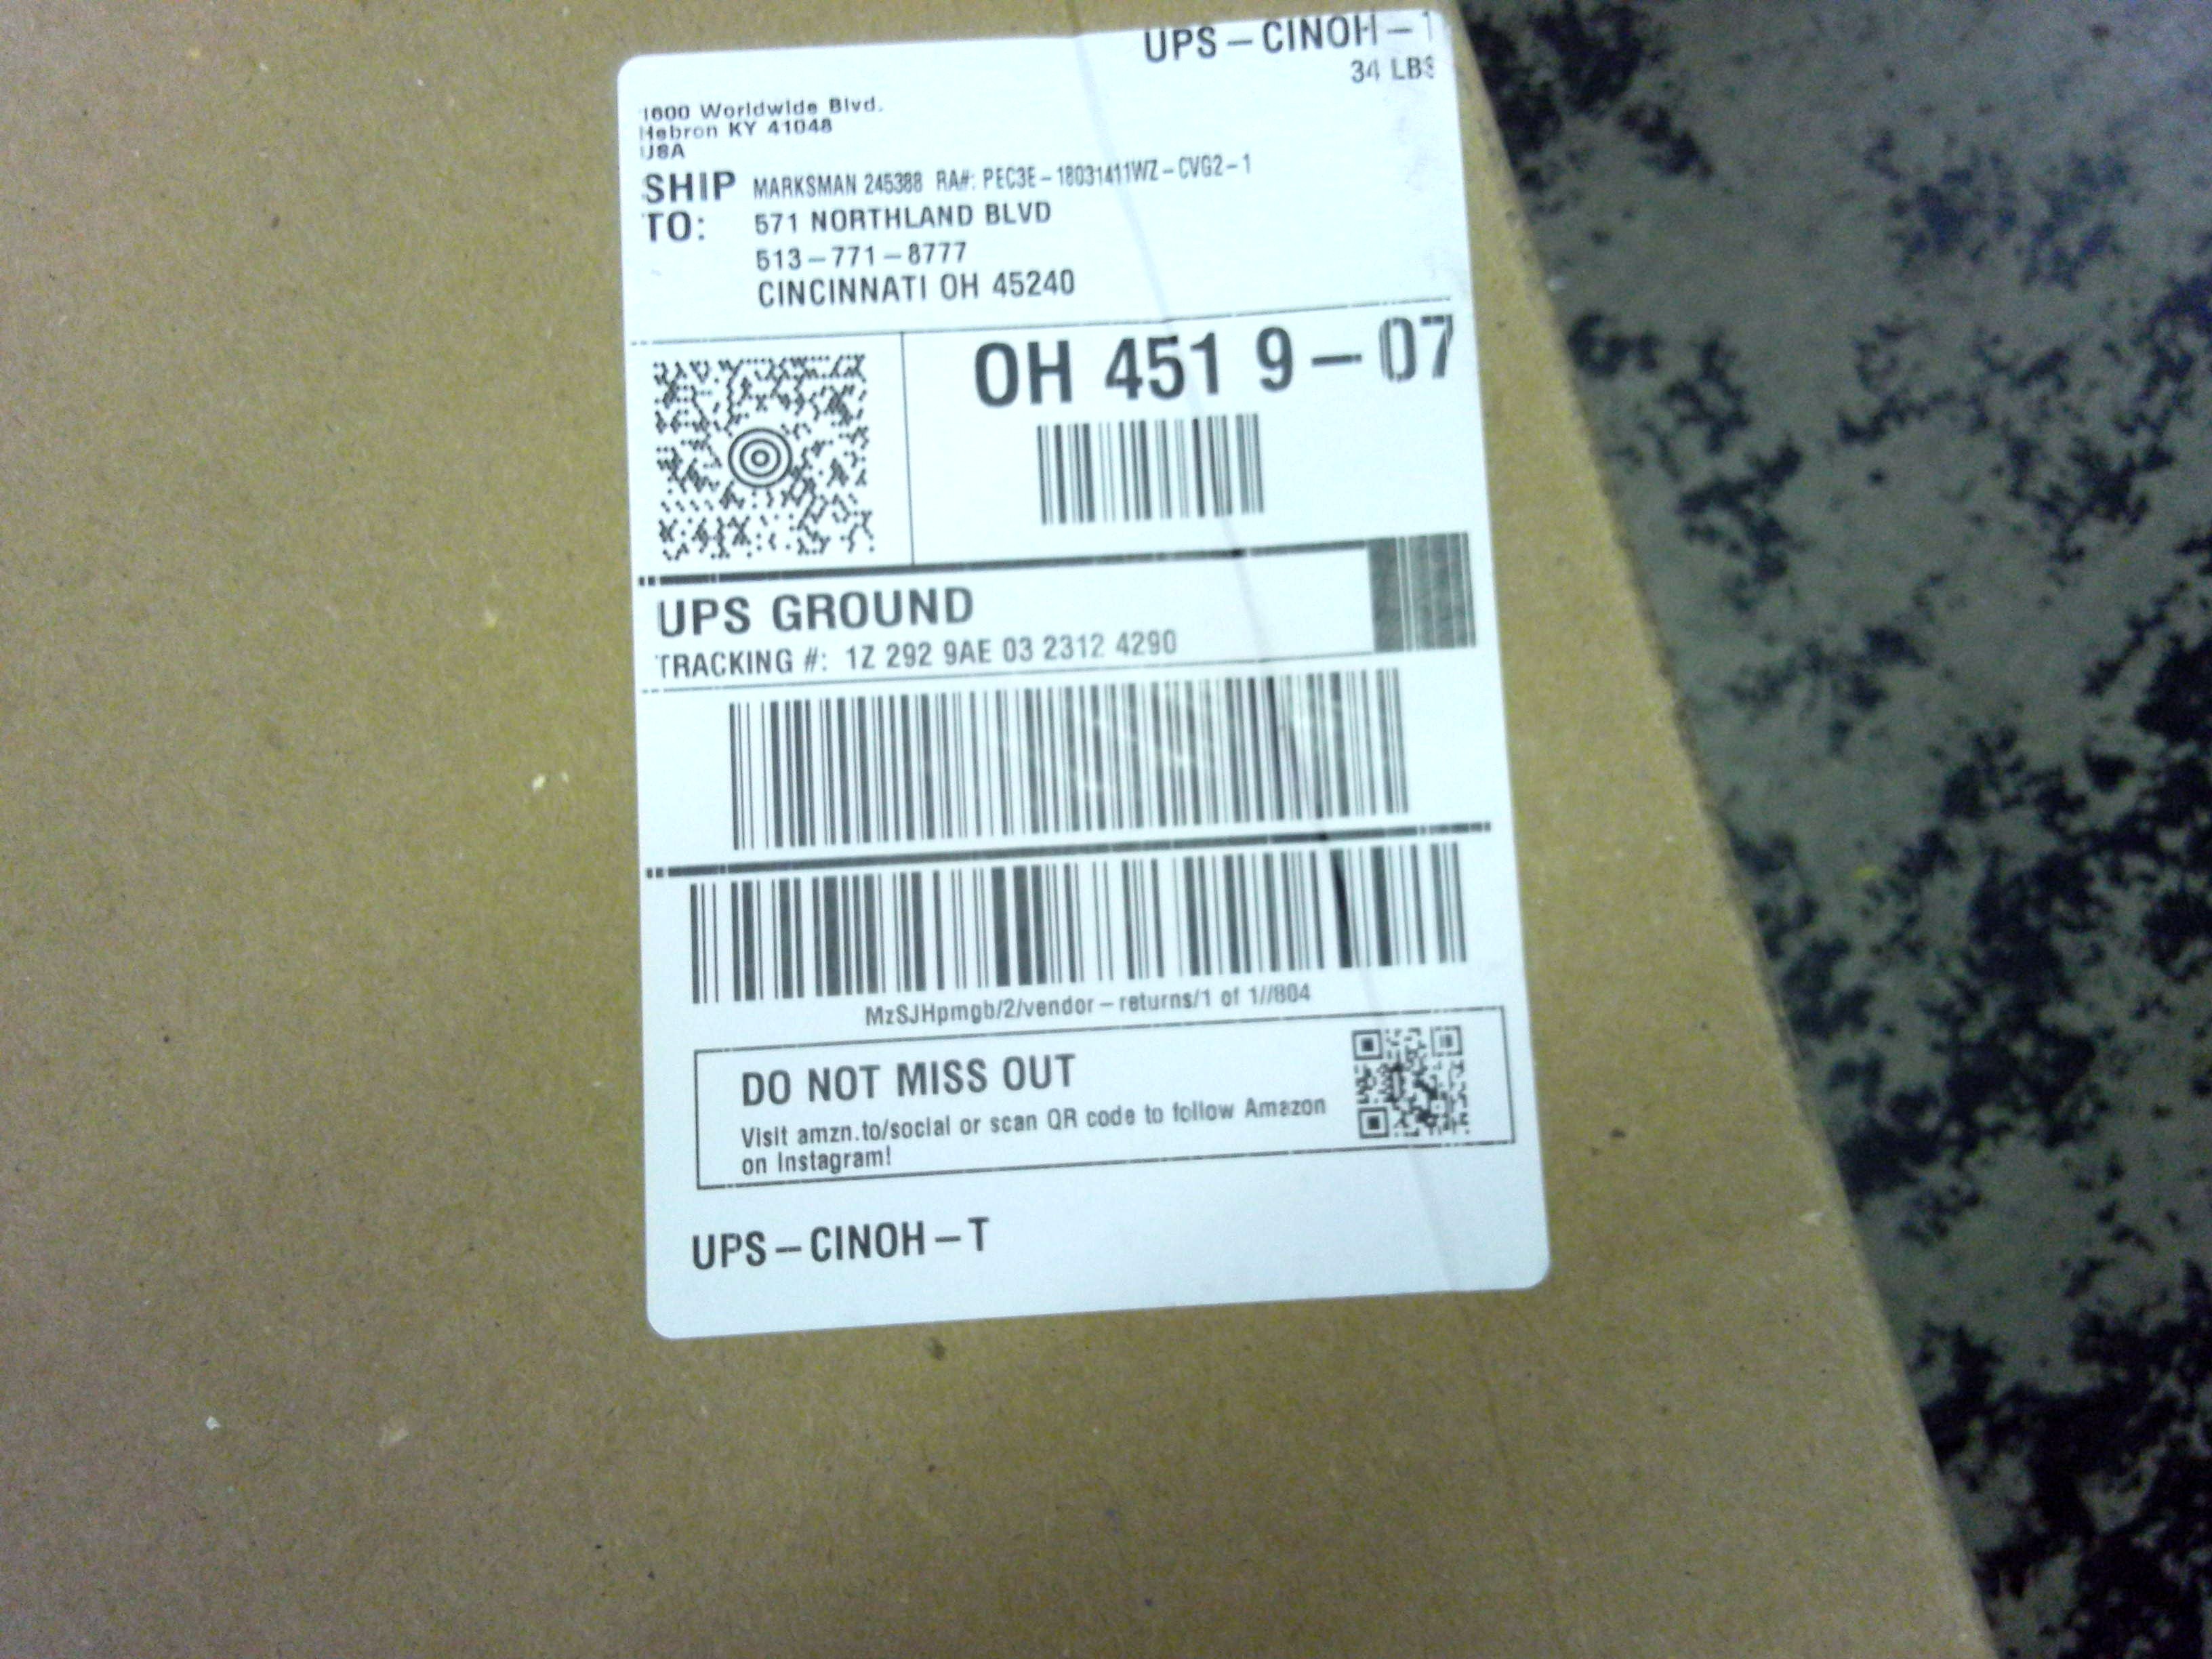 UPS – CINOH –
34 LBS
1600 Worldwide Blvd.
Hebron KY 41048
USA
SHIP TO:
MARKSMAN 245388 RA#: PEC3E – 18031411WZ – CVG2 – 1
571 NORTHLAND BLVD
513 – 771 – 8777
CINCINNATI OH 45240
OH 451 9 – 07
UPS GROUND
TRACKING #: 1Z 292 9AE 03 2312 4290
MzSJHpmgb/2/vendor – returns/1 of 1//804
DO NOT MISS OUT
Visit amzn.to/social or scan QR code to follow Amazon
on Instagram!
UPS – CINOH – T